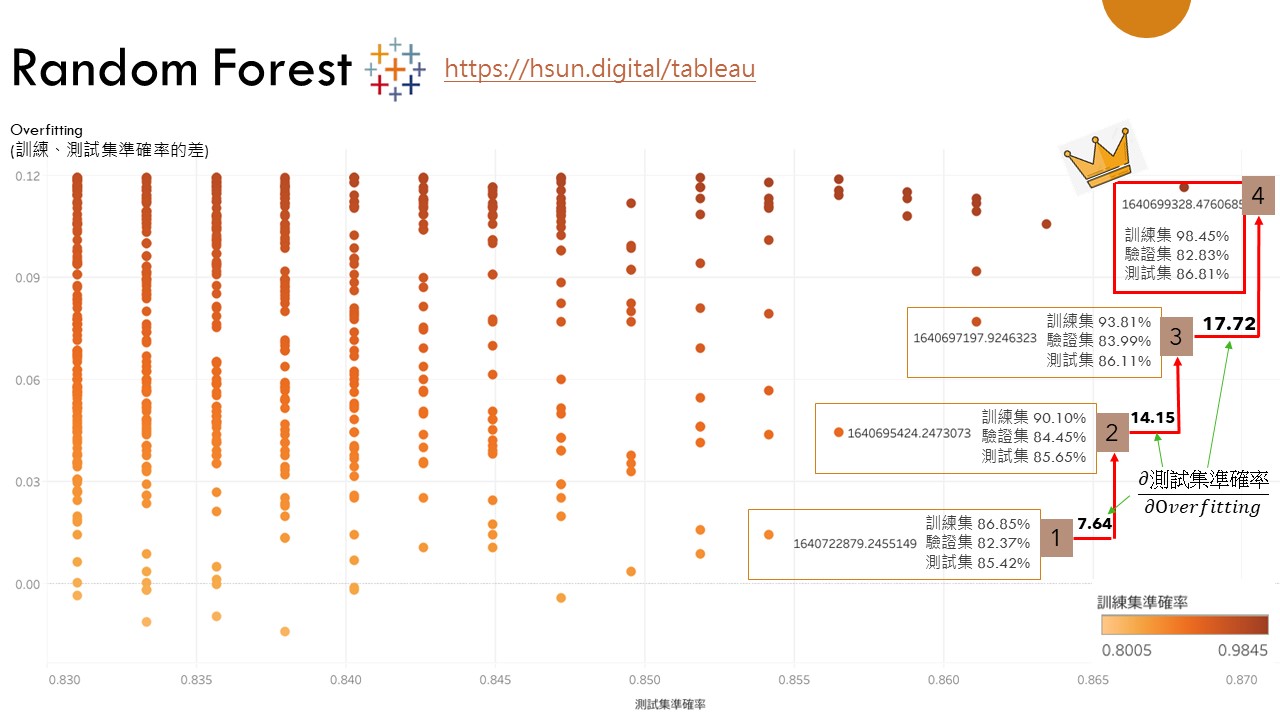 Random Forest
https://hsun.digital/tableau
Overfitting
(訓練、測試集準確率的差)
0.12
0.09
0.06
0.03
0.00
1640699328.4760685
訓練集 98.45%
驗證集 82.83%
測試集 86.81%
4
17.72
1640697197.9246323
訓練集 93.81%
驗證集 83.99%
測試集 86.11%
3
14.15
1640695424.2473073
訓練集 90.10%
驗證集 84.45%
測試集 85.65%
2
7.64
1640722879.2455149
訓練集 86.85%
驗證集 82.37%
測試集 85.42%
1
∂測試集準確率
∂Overfitting
訓練集準確率
0.8005 0.9845
0.830 0.835 0.840 0.845 0.850 0.855 0.860 0.865 0.870
測試集準確率